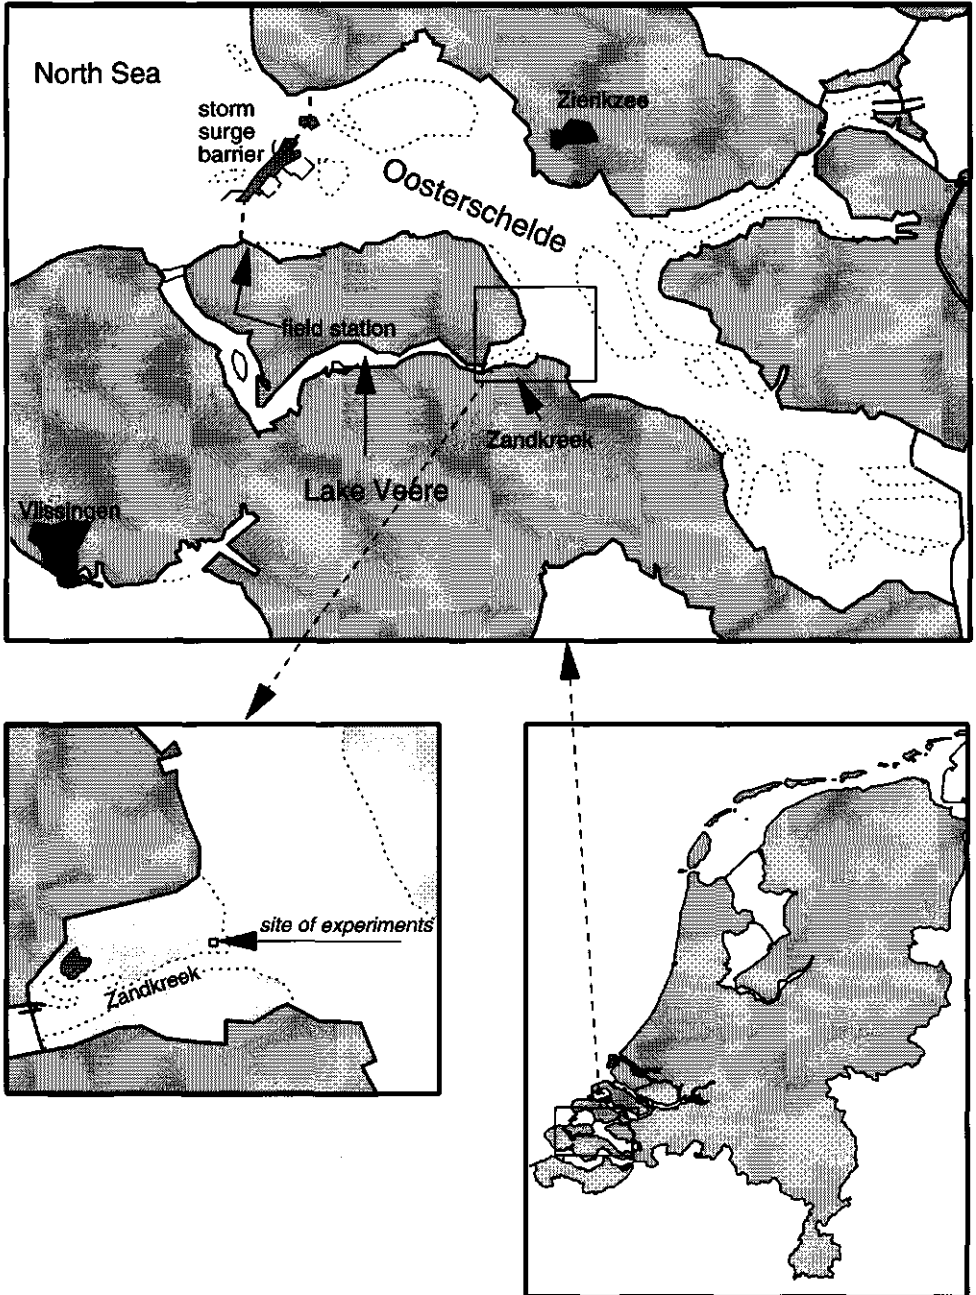 North Sea
storm
surge
barrier
Zierikzee
Oosterschelde
field station
Zandkreek
Lake Veere
Vlissingen
site of experiments
Zandkreek